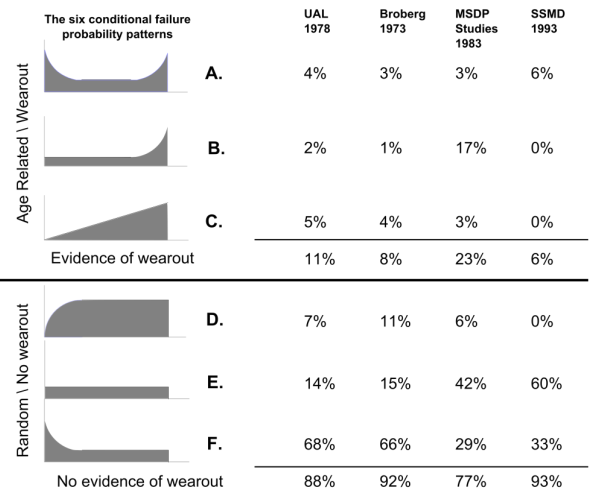 The six conditional failure
probability patterns
UAL
1978
Broberg
1973
MSDP
Studies
1983
SSMD
1993
Age Related \ Wearout
A. 4% 3% 3% 6%
B. 2% 1% 17% 0%
C. 5% 4% 3% 0%
Evidence of wearout 11% 8% 23% 6%
Random \ No wearout
D. 7% 11% 6% 0%
E. 14% 15% 42% 60%
F. 68% 66% 29% 33%
No evidence of wearout 88% 92% 77% 93%